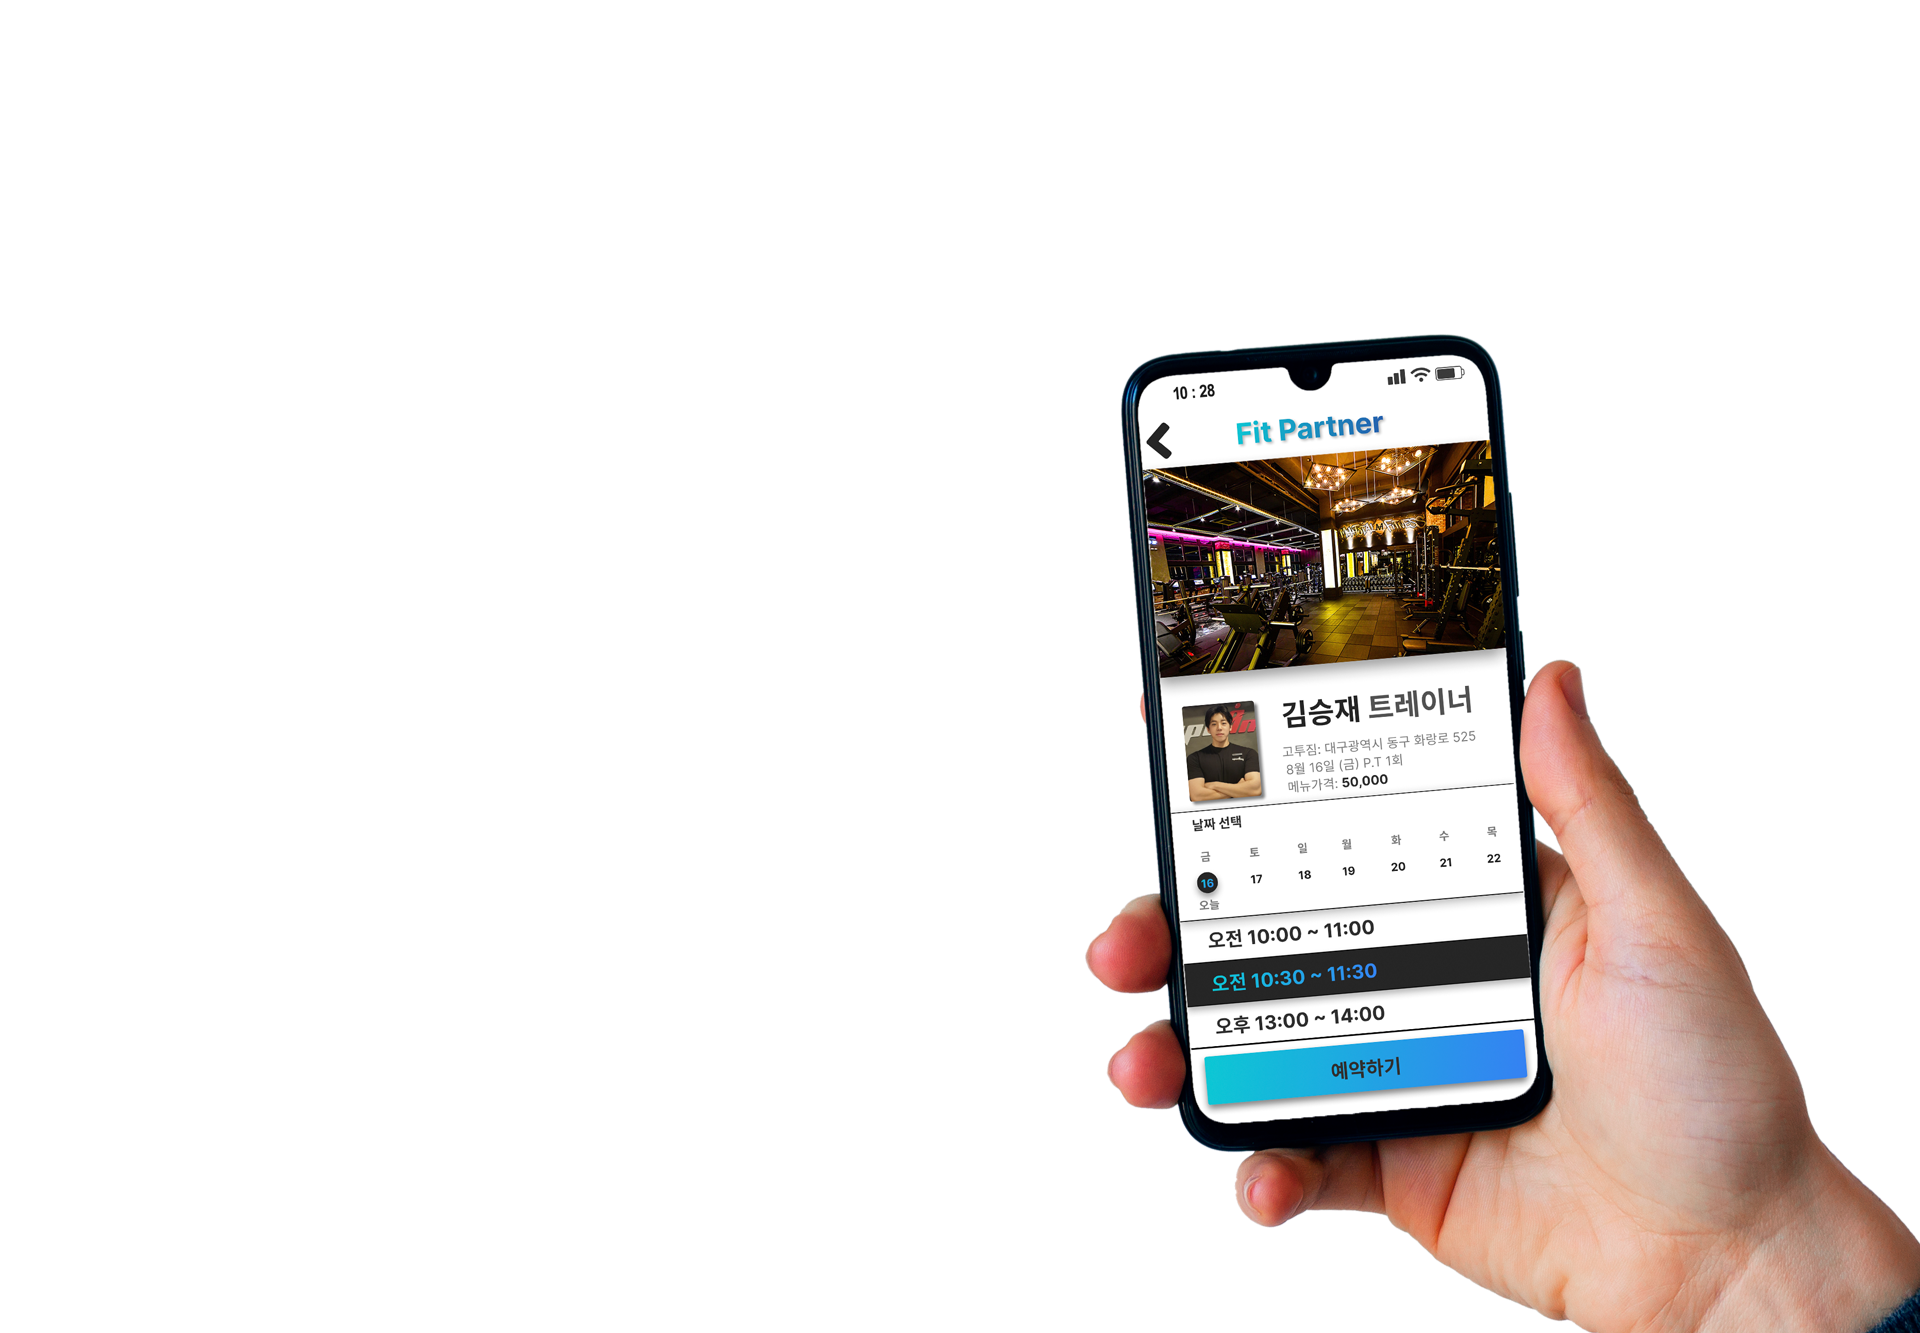 10 : 28
Fit Partner
김승재 트레이너
고투짐: 대구광역시 동구 화랑로 525
8월 16일 (금) P.T 1회
메뉴가격: 50,000
날짜 선택
금 토 일 월 화 수 목
16 17 18 19 20 21 22
오늘
오전 10:00 ~ 11:00
오전 10:30 ~ 11:30
오후 13:00 ~ 14:00
예약하기